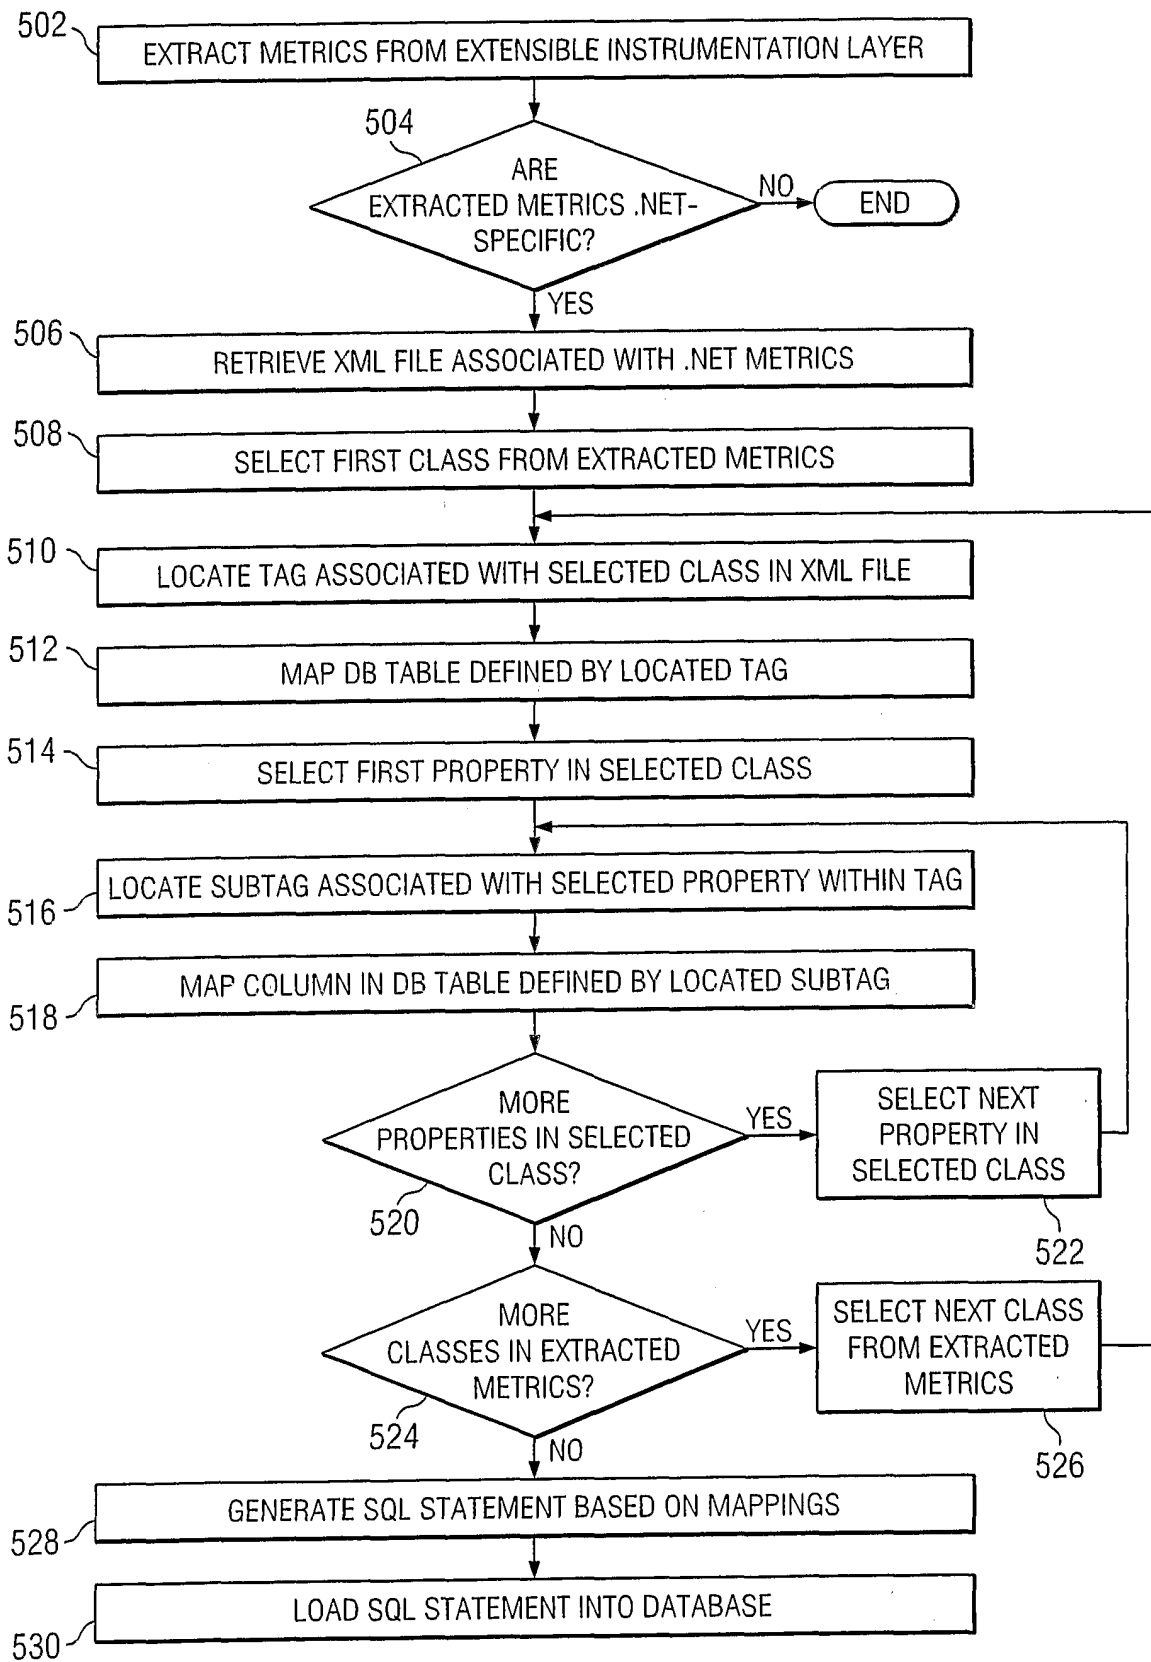 502
EXTRACT METRICS FROM EXTENSIBLE INSTRUMENTATION LAYER
504
ARE
EXTRACTED METRICS .NET-
SPECIFIC?
NO
END
YES
506
RETRIEVE XML FILE ASSOCIATED WITH .NET METRICS
508
SELECT FIRST CLASS FROM EXTRACTED METRICS
510
LOCATE TAG ASSOCIATED WITH SELECTED CLASS IN XML FILE
512
MAP DB TABLE DEFINED BY LOCATED TAG
514
SELECT FIRST PROPERTY IN SELECTED CLASS
LOCATE SUBTAG ASSOCIATED WITH SELECTED PROPERTY WITHIN TAG
516
MAP COLUMN IN DB TABLE DEFINED BY LOCATED SUBTAG
518
MORE
PROPERTIES IN SELECTED
CLASS?
520
YES
SELECT NEXT
PROPERTY IN
SELECTED CLASS
522
NO
MORE
CLASSES IN EXTRACTED
METRICS?
524
YES
SELECT NEXT CLASS
FROM EXTRACTED
METRICS
526
NO
GENERATE SQL STATEMENT BASED ON MAPPINGS
528
LOAD SQL STATEMENT INTO DATABASE
530